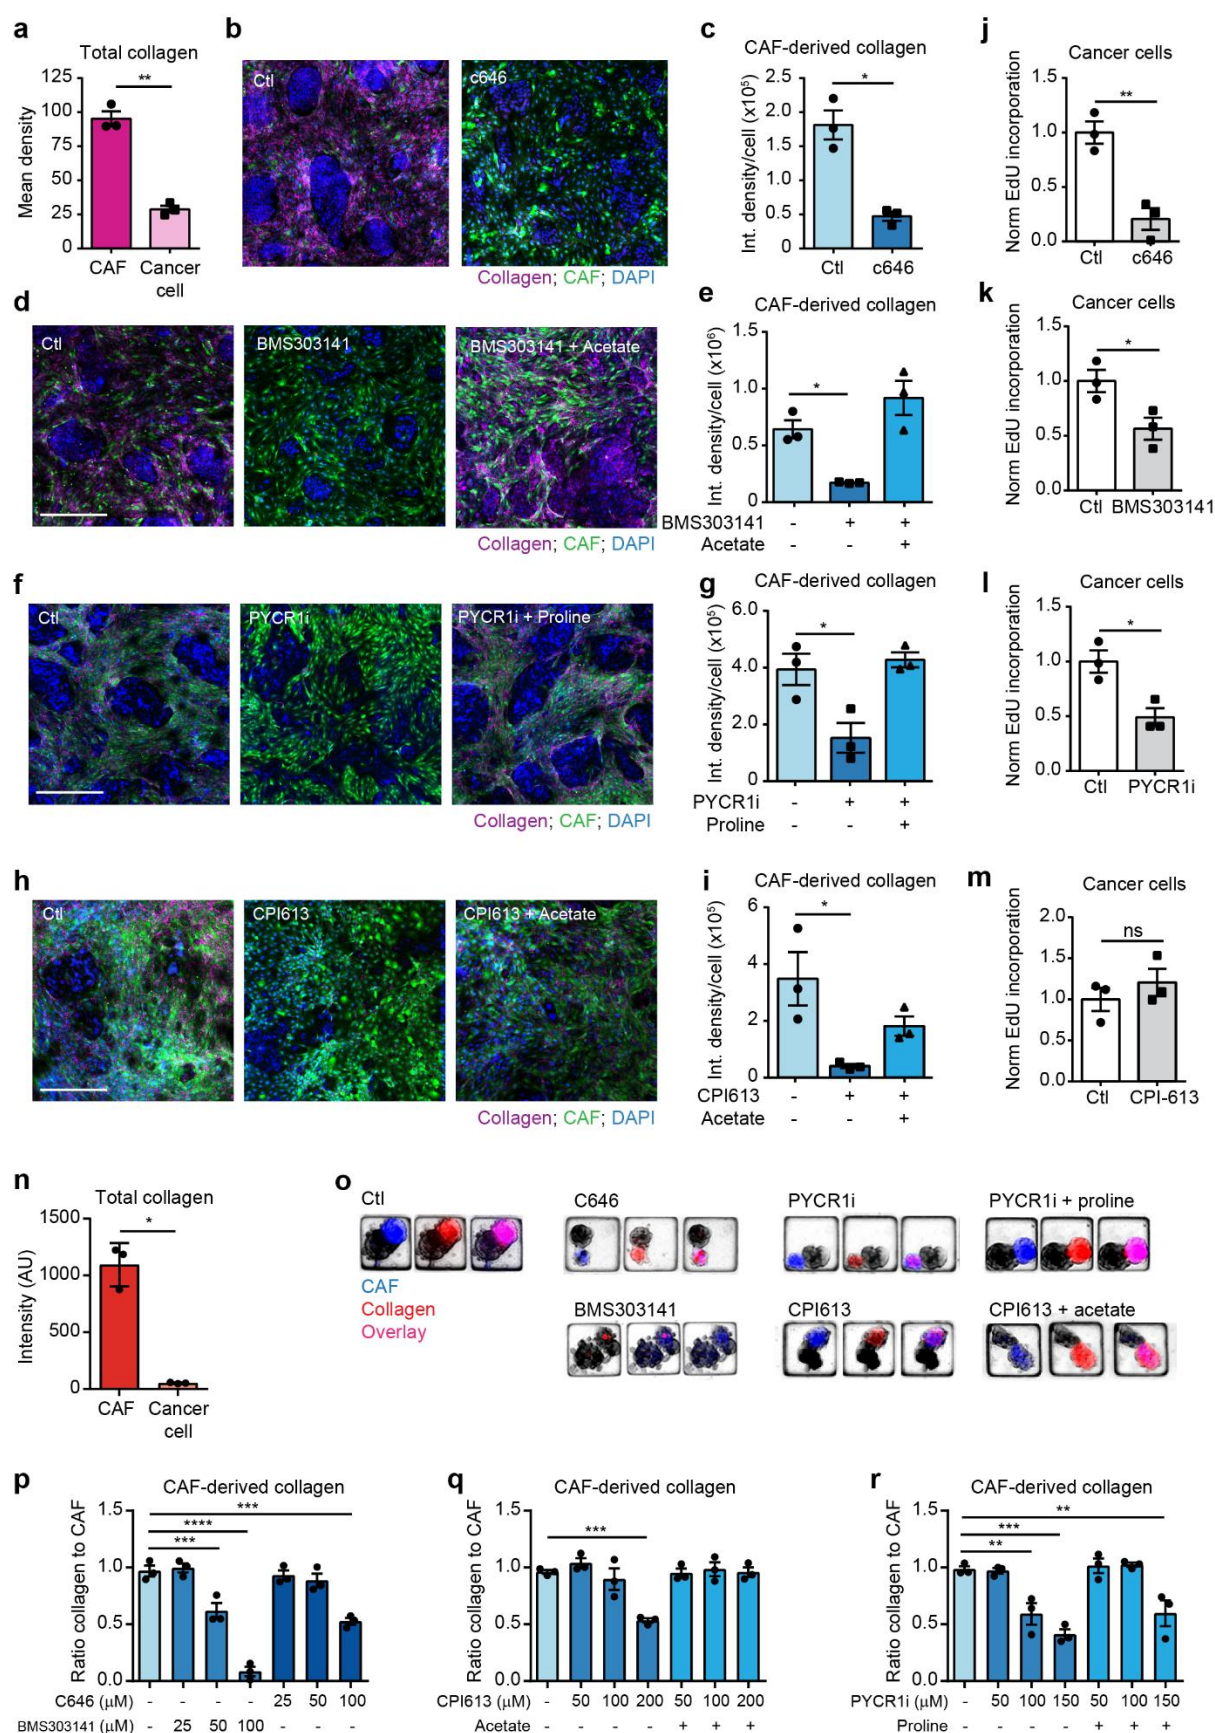 a
Total collagen
**
Mean density
125
100
75
50
25
0
CAF
Cancer
cell
b
Ctl
c646
Collagen; CAF; DAPI
c
CAF-derived collagen
*
Int. density/cell (x10⁵)
2.5
2.0
1.5
1.0
0.5
0
Ctl
c646
j
Cancer cells
**
Norm EdU incorporation
1.5
1.0
0.5
0.0
Ctl
c646
d
Ctl
BMS303141
BMS303141 + Acetate
Collagen; CAF; DAPI
e
CAF-derived collagen
*
Int. density/cell (x10⁶)
1.5
1.0
0.5
0
BMS303141 - + +
Acetate - - +
k
Cancer cells
*
Norm EdU incorporation
1.5
1.0
0.5
0.0
Ctl BMS303141
f
Ctl
PYCR1i
PYCR1i + Proline
Collagen; CAF; DAPI
g
CAF-derived collagen
*
Int. density/cell (x10⁵)
6.0
4.0
2.0
0
PYCR1i - + +
Proline - - +
l
Cancer cells
*
Norm EdU incorporation
1.5
1.0
0.5
0.0
Ctl PYCR1i
h
Ctl
CPI613
CPI613 + Acetate
Collagen; CAF; DAPI
i
CAF-derived collagen
*
Int. density/cell (x10⁵)
6
4
2
0
CPI613 - + +
Acetate - - +
m
Cancer cells
ns
Norm EdU incorporation
2.0
1.5
1.0
0.5
0.0
Ctl CPI-613
n
Total collagen
*
Intensity (AU)
1500
1000
500
0
CAF
Cancer
cell
o
Ctl
C646
PYCR1i
PYCR1i + proline
CAF
Collagen
Overlay
BMS303141
CPI613
CPI613 + acetate
p
CAF-derived collagen
***
****
***
Ratio collagen to CAF
1.5
1.0
0.5
0.0
C646 (μM) - - - - 25 50 100
BMS303141 (μM) - 25 50 100 - - -
q
CAF-derived collagen
***
Ratio collagen to CAF
1.5
1.0
0.5
0.0
CPI613 (μM) - 50 100 200 50 100 200
Acetate - - - - + + +
r
CAF-derived collagen
**
***
**
Ratio collagen to CAF
1.5
1.0
0.5
0.0
PYCR1i (μM) - 50 100 150 50 100 150
Proline - - - - + + +